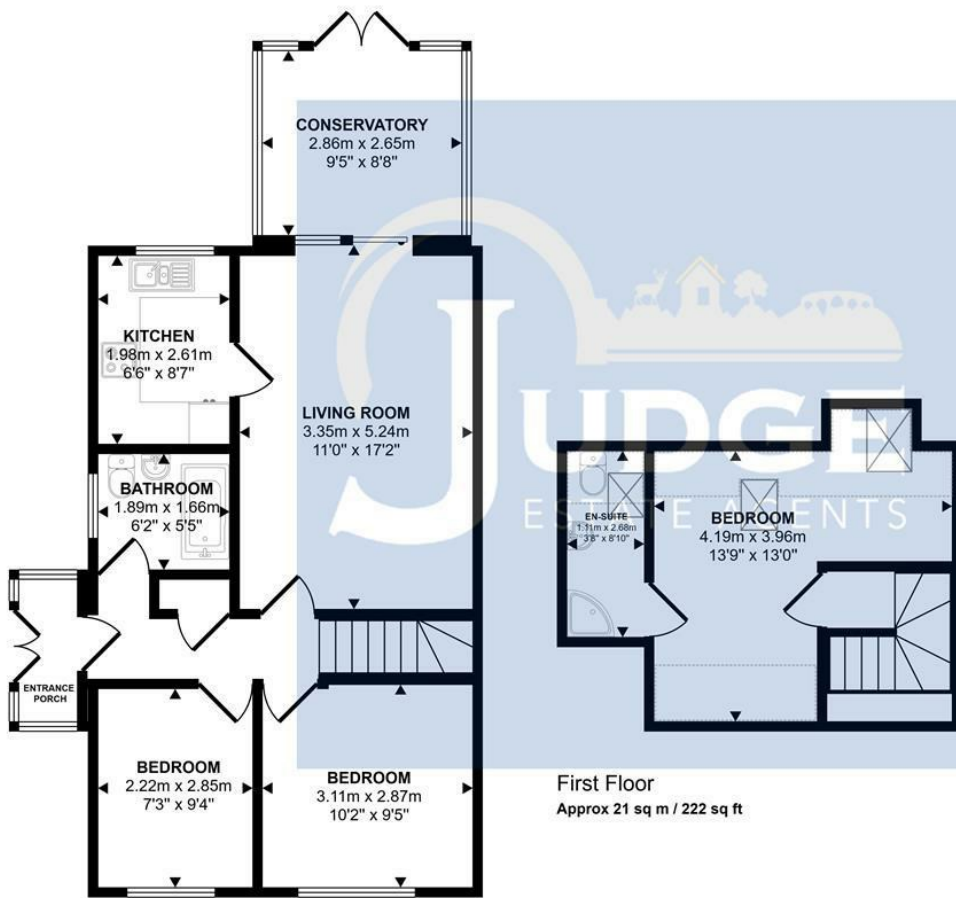 CONSERVATORY
2.86m x 2.65m
9'5" x 8'8"
KITCHEN
1.98m x 2.61m
6'6" x 8'7"
LIVING ROOM
3.35m x 5.24m
11'0" x 17'2"
BATHROOM
1.89m x 1.66m
6'2" x 5'5"
ENTRANCE
PORCH
BEDROOM
2.22m x 2.85m
7'3" x 9'4"
BEDROOM
3.11m x 2.87m
10'2" x 9'5"
JUDGE
ESTATE AGENTS
EN-SUITE
1.11m x 2.68m
3'8" x 8'10"
BEDROOM
4.19m x 3.96m
13'9" x 13'0"
First Floor
Approx 21 sq m / 222 sq ft